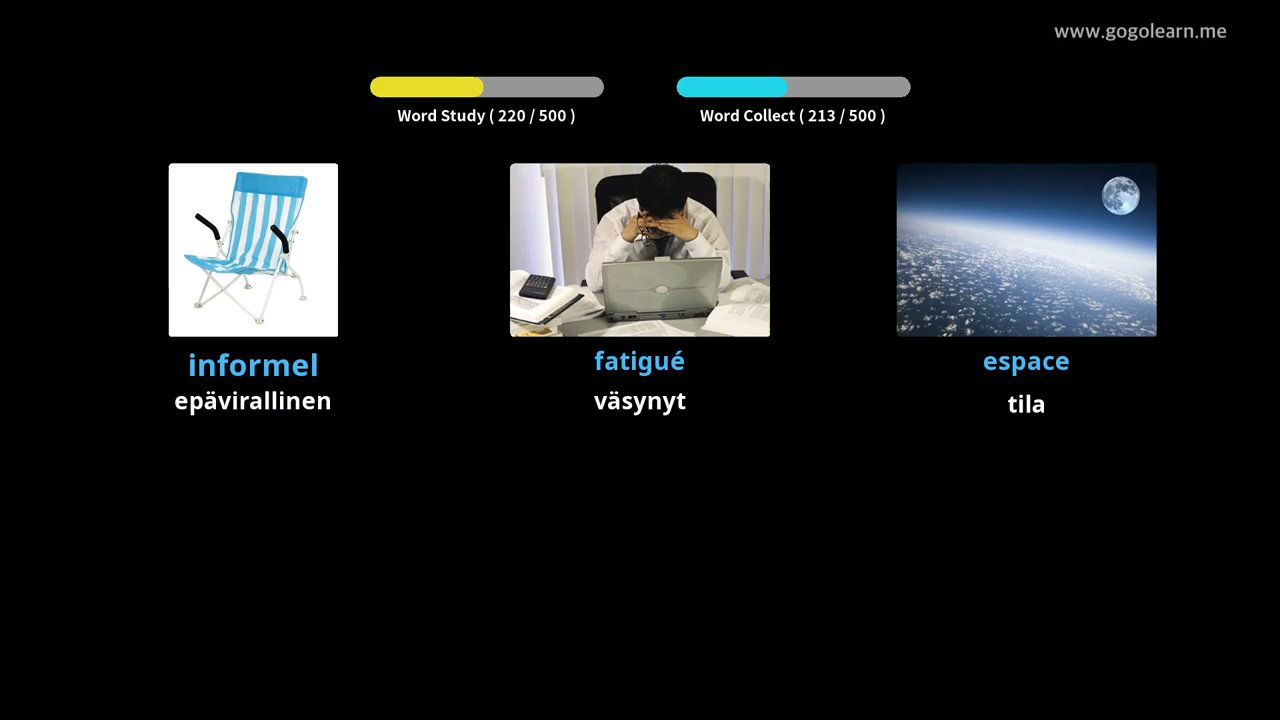 www.gogolearn.me
Word Study ( 220 / 500 )
Word Collect ( 213 / 500 )
informel
epävirallinen
fatigué
väsynyt
espace
tila